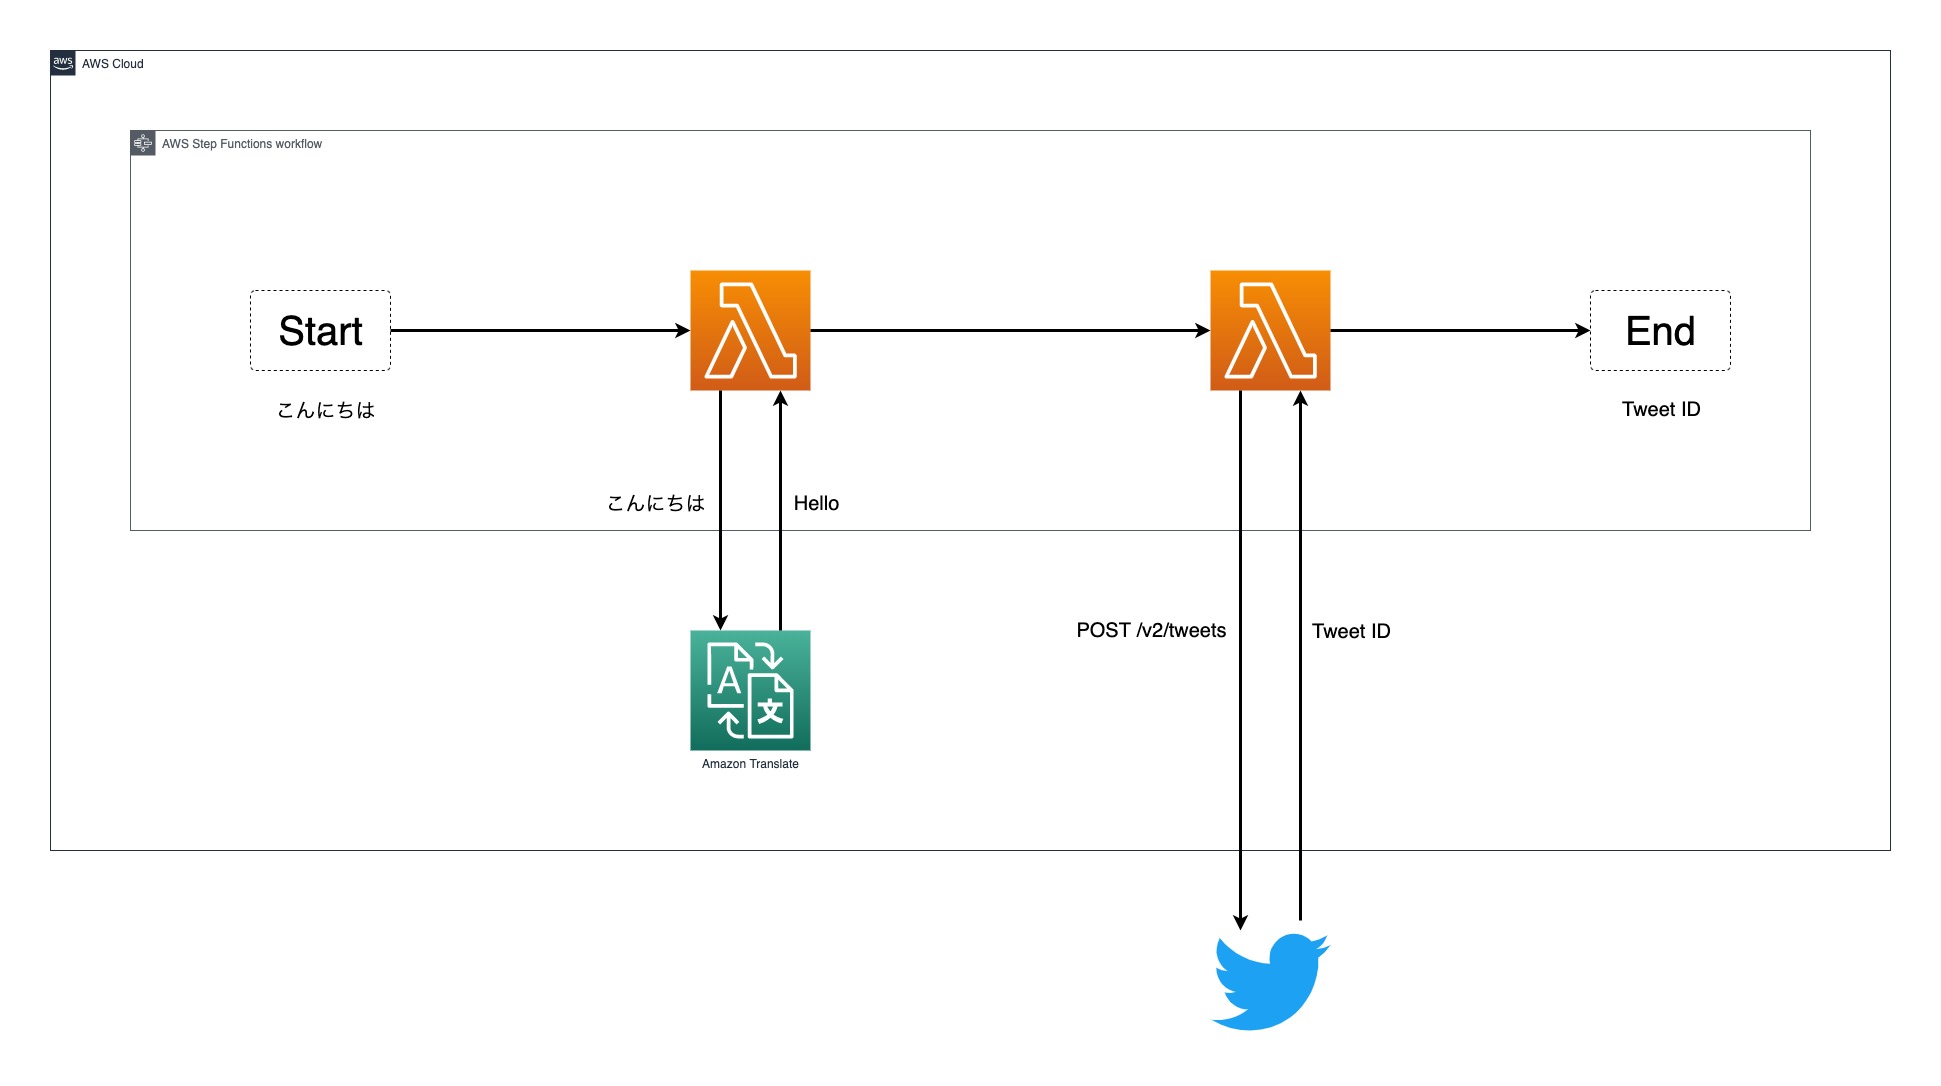 aws
AWS Cloud
AWS Step Functions workflow
Start
End
こんにちは
Tweet ID
こんにちは
Hello
POST /v2/tweets
Tweet ID
A
文
Amazon Translate